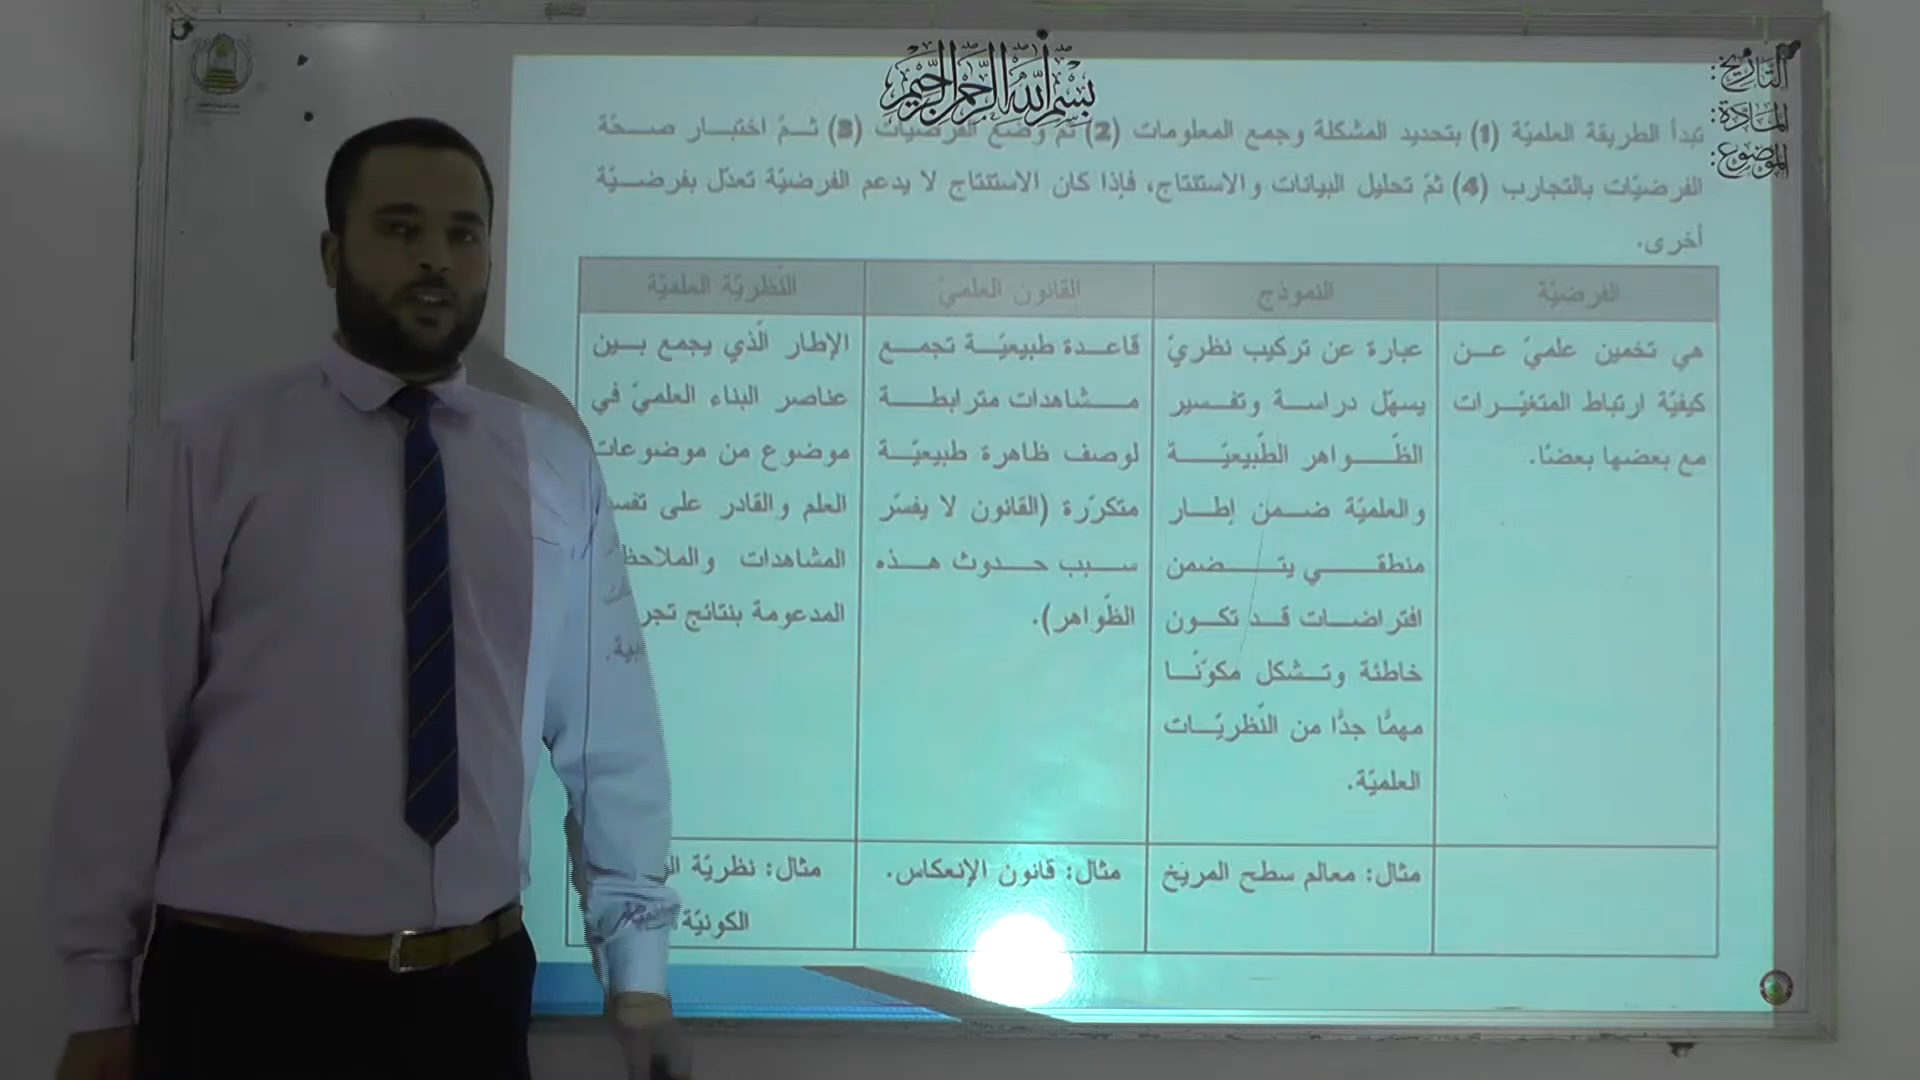 بسم الله الرحمن الرحيم
التاريخ:
المادة:
الموضوع:
تبدأ الطريقة العلميّة (1) بتحديد المشكلة وجمع المعلومات (2) ثمّ وضع الفرضيّات (3) ثمّ اختبار صحّة
الفرضيّات بالتجارب (4) ثمّ تحليل البيانات والاستنتاج، فإذا كان الاستنتاج لا يدعم الفرضيّة تعدّل بفرضيّة
أخرى.
الفرضيّة
هي تخمين علميّ عن
كيفيّة ارتباط المتغيّرات
مع بعضها بعضًا.
النموذج
عبارة عن تركيب نظريّ
يسهّل دراسة وتفسير
الظّواهر الطّبيعيّة
والعلميّة ضمن إطار
منطقي يتضمن
افتراضات قد تكون
خاطئة وتشكل مكوّنًا
مهمًّا جدًّا من النّظريّات
العلميّة.
مثال: معالم سطح المريخ
القانون العلميّ
قاعدة طبيعيّة تجمع
مشاهدات مترابطة
لوصف ظاهرة طبيعيّة
متكرّرة (القانون لا يفسّر
سبب حدوث هذه
الظّواهر).
مثال: قانون الإنعكاس.
النّظريّة العلميّة
الإطار الّذي يجمع بين
عناصر البناء العلميّ في
موضوع من موضوعات
العلم والقادر على
المشاهدات
المدعومة بنتائج
مثال: نظريّة
الكونيّة